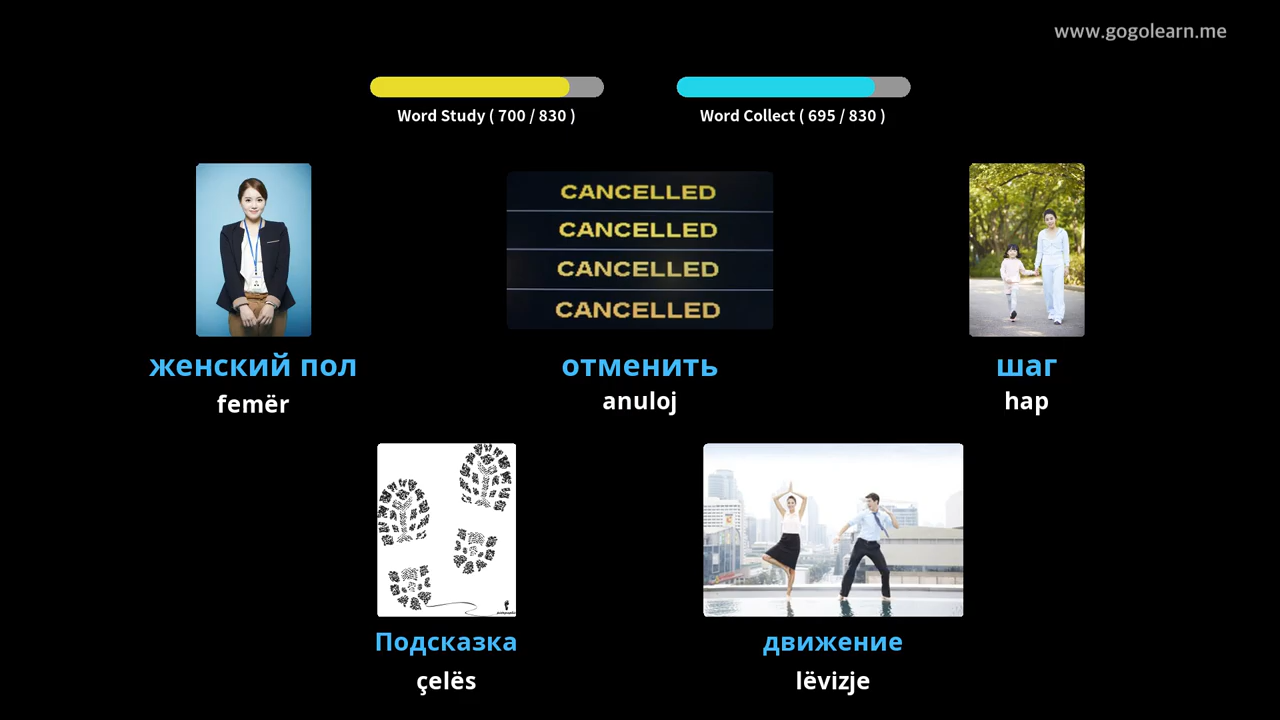 www.gogolearn.me
Word Study ( 700 / 830 )
Word Collect ( 695 / 830 )
CANCELLED
CANCELLED
CANCELLED
CANCELLED
женский пол
отменить
шаг
femër
anuloj
hap
Подсказка
движение
çelës
lëvizje